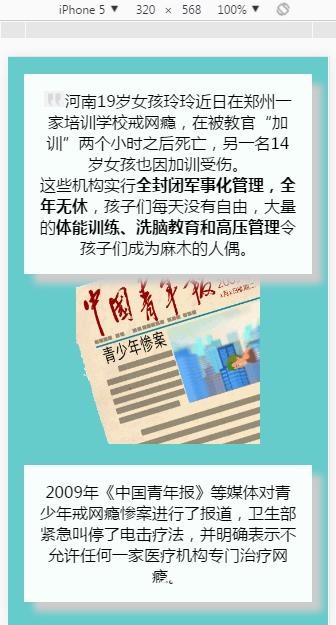 iPhone 5 ▼ 320 × 568 100% ▼
河南19岁女孩玲玲近日在郑州一
家培训学校戒网瘾，在被教官“加
训”两个小时之后死亡，另一名14
岁女孩也因加训受伤。
这些机构实行全封闭军事化管理，全
年无休，孩子们每天没有自由，大量
的体能训练、洗脑教育和高压管理令
孩子们成为麻木的人偶。
中国青年报
青少年惨案
2009年《中国青年报》等媒体对青
少年戒网瘾惨案进行了报道，卫生部
紧急叫停了电击疗法，并明确表示不
允许任何一家医疗机构专门治疗网
瘾。